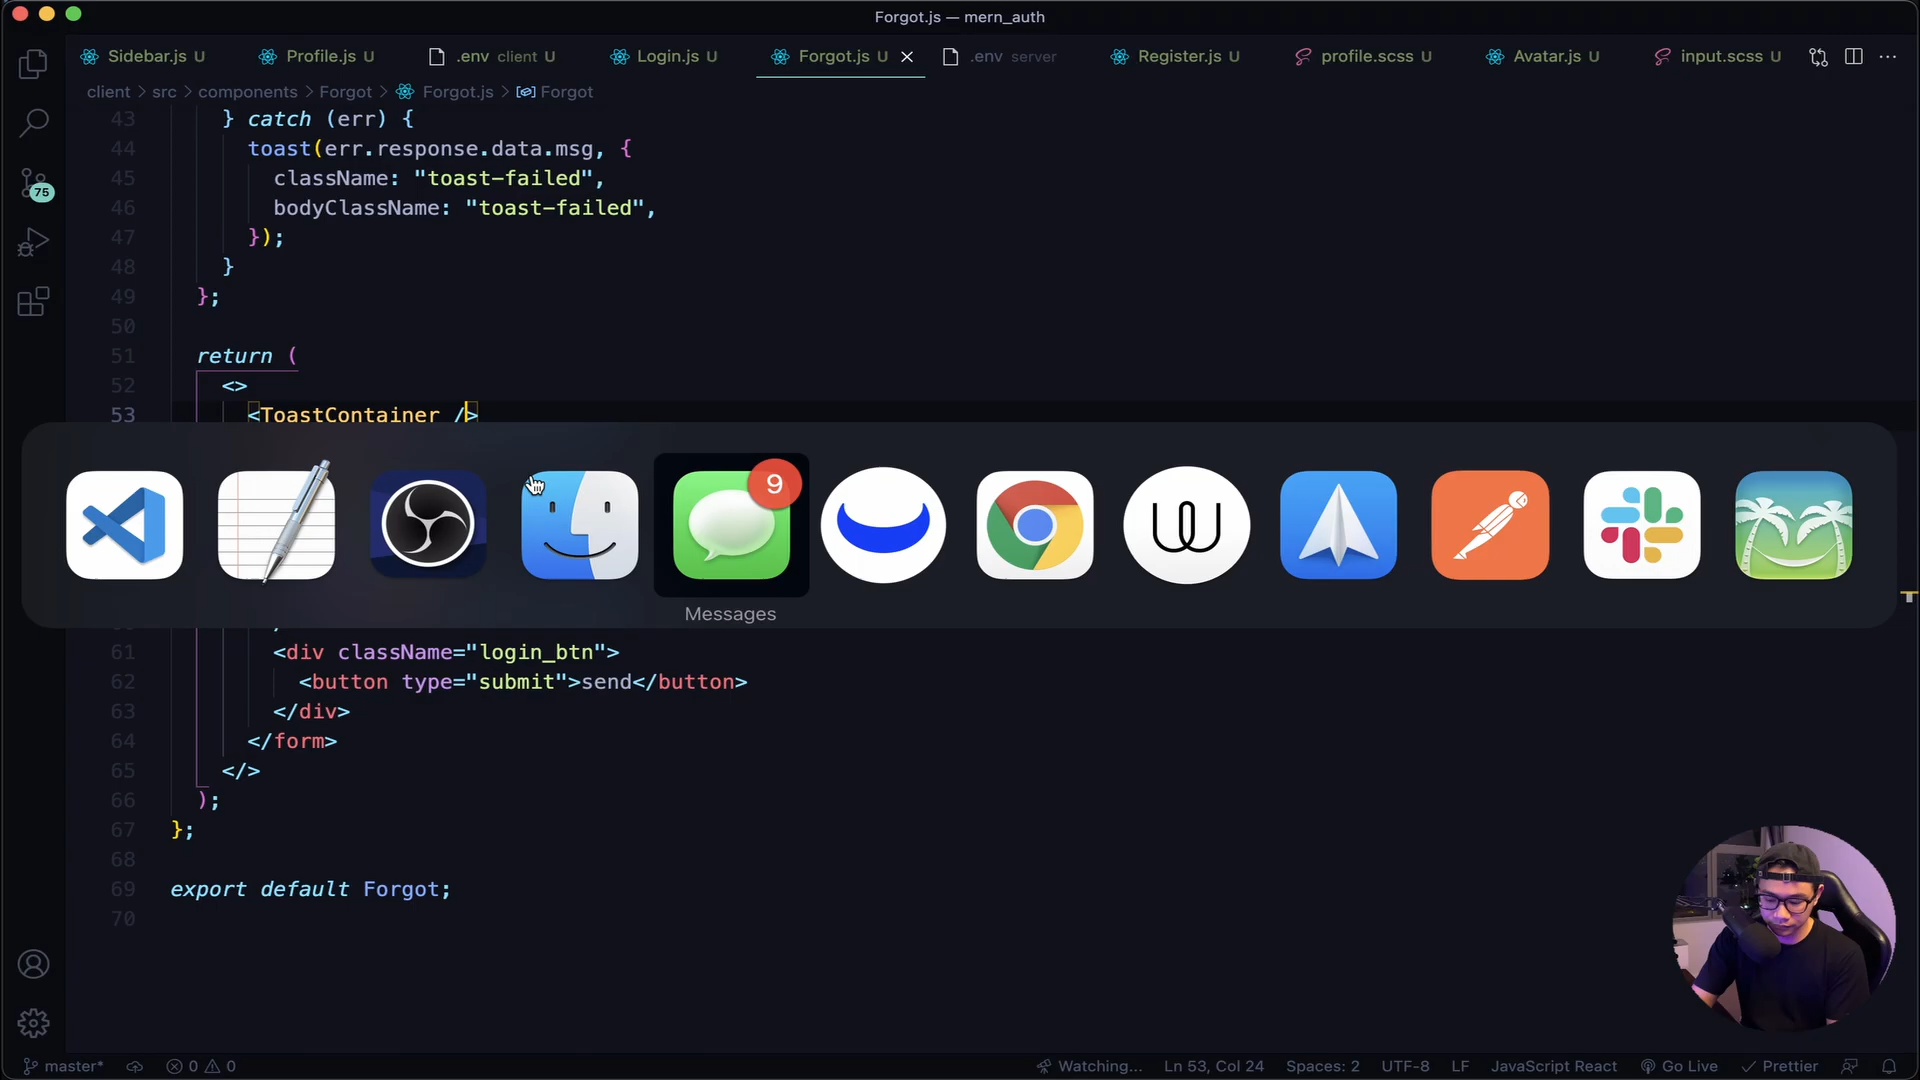 Forgot.js — mern_auth
Sidebar.js U Profile.js U .env client U Login.js U Forgot.js U .env server Register.js U profile.scss U Avatar.js U input.scss U
client > src > components > Forgot > Forgot.js > Forgot
43 } catch (err) {
44 toast(err.response.data.msg, {
45 className: "toast-failed",
46 bodyClassName: "toast-failed",
47 });
48 }
49 };
50
51 return (
52 <>
53 <ToastContainer />
9
Messages
61 <div className="login_btn">
62 <button type="submit">send</button>
63 </div>
64 </form>
65 </>
66 );
67 };
68
69 export default Forgot;
70
75
master* 0 0 Watching... Ln 53, Col 24 Spaces: 2 UTF-8 LF JavaScript React Go Live Prettier